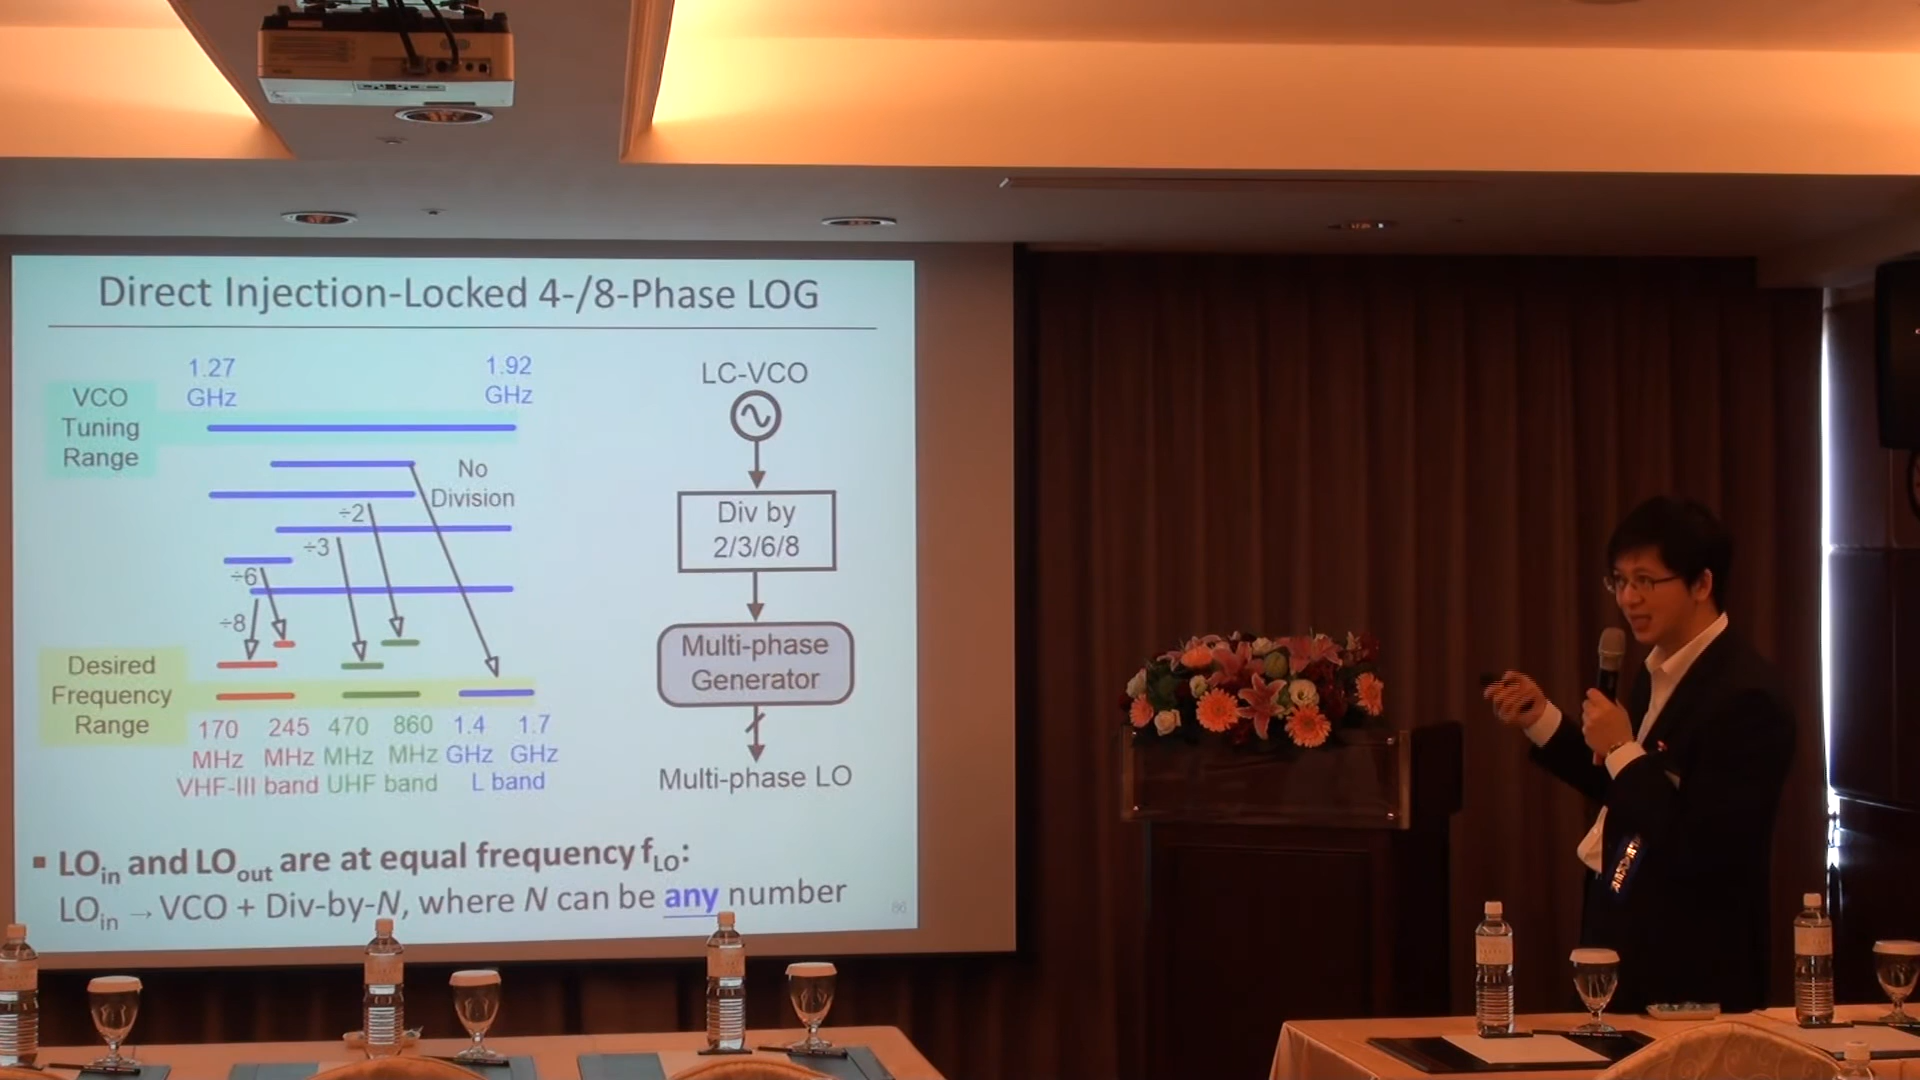 Direct Injection-Locked 4-/8-Phase LOG
1.27
GHz
1.92
GHz
VCO
Tuning
Range
No
Division
÷2
÷3
÷6
÷8
Desired
Frequency
Range
170
MHz
245
MHz
470
MHz
860
MHz
1.4
GHz
1.7
GHz
VHF-III band
UHF band
L band
LC-VCO
Div by
2/3/6/8
Multi-phase
Generator
Multi-phase LO
▪ LOin and LOout are at equal frequency fLO:
LOin → VCO + Div-by-N, where N can be any number
86